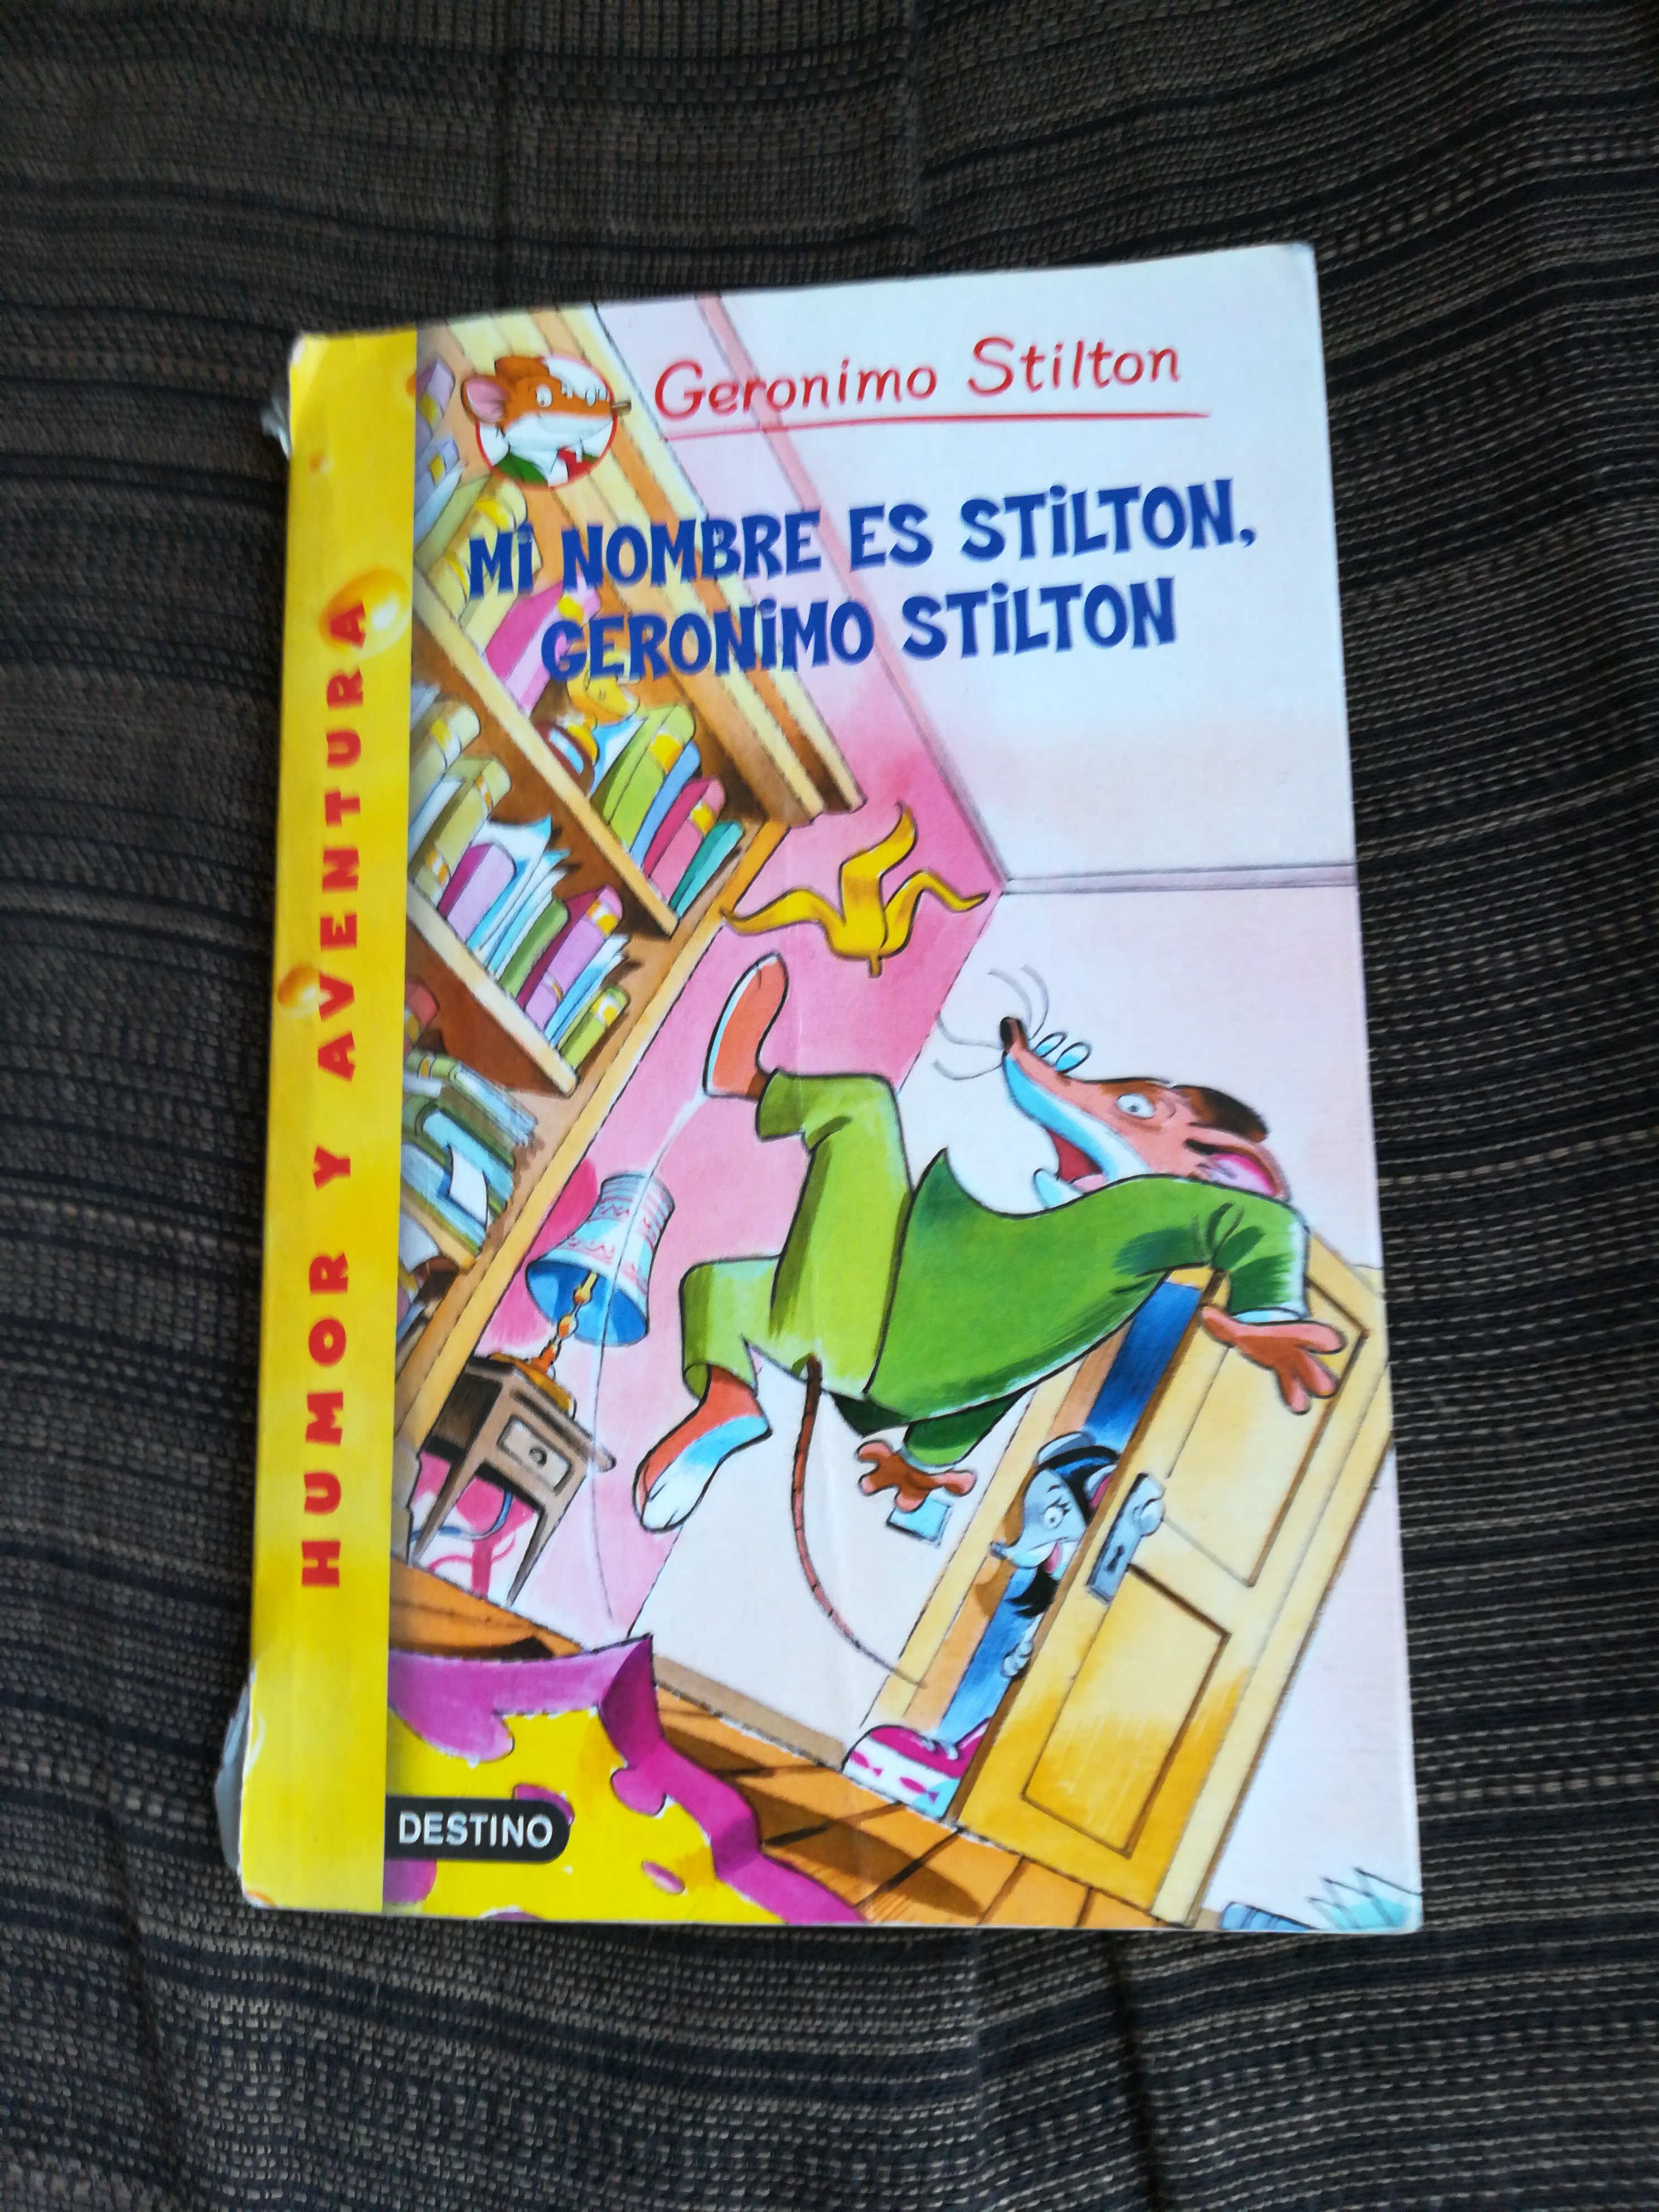 Geronimo Stilton
Mi NOMBRE ES STiLTON,
GERONiMO STiLTON
HUMOR Y AVENTURA
DESTINO